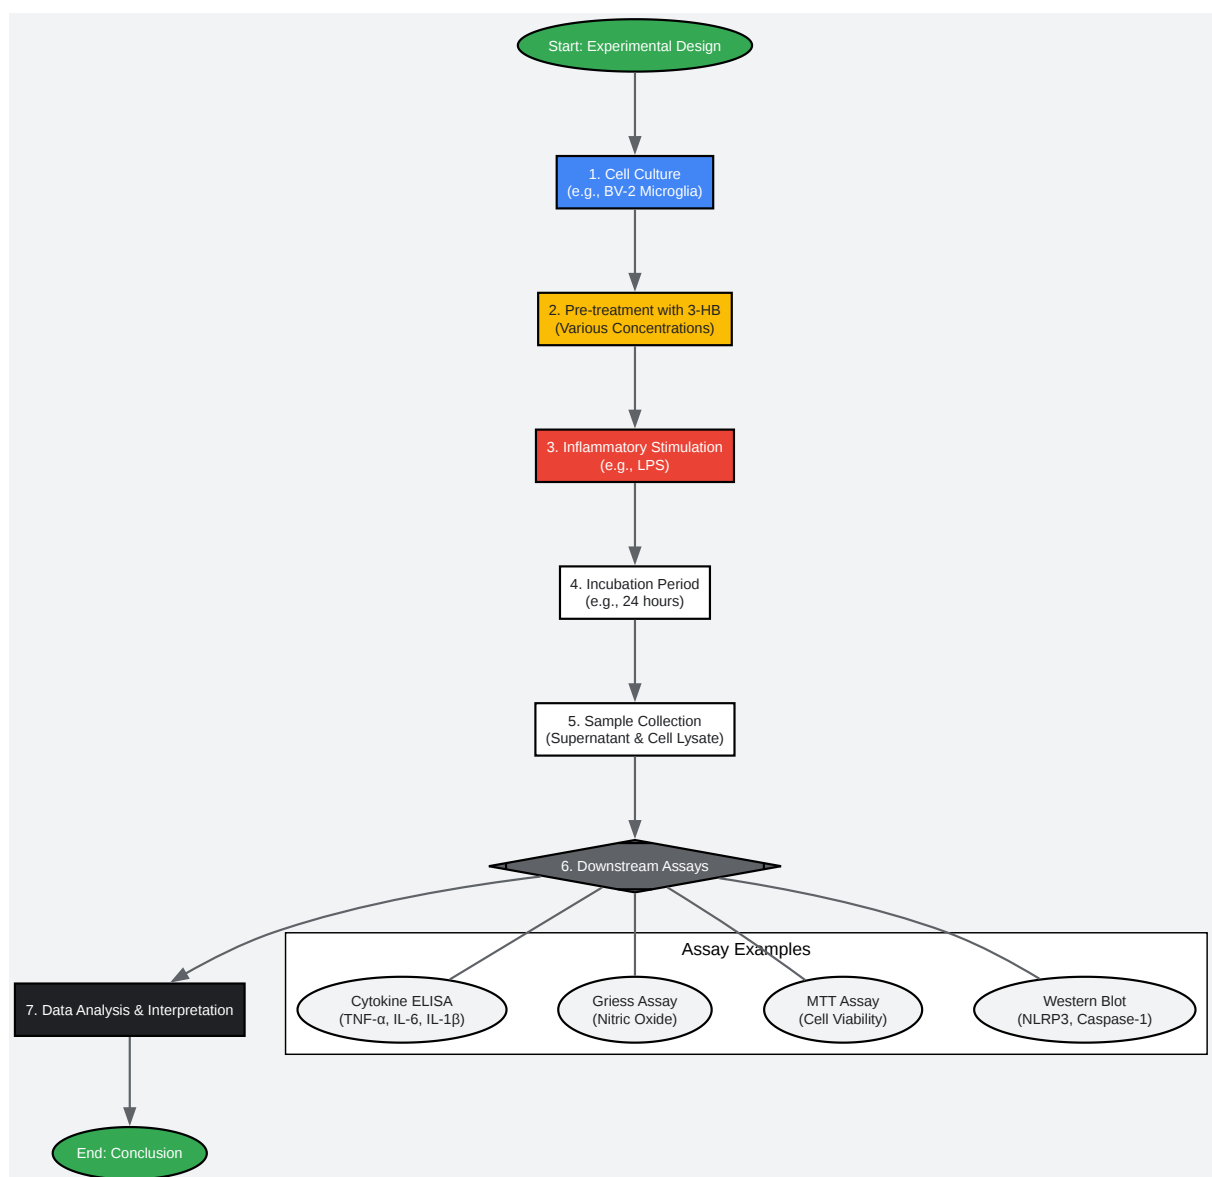 Start: Experimental Design
1. Cell Culture
(e.g., BV-2 Microglia)
2. Pre-treatment with 3-HB
(Various Concentrations)
3. Inflammatory Stimulation
(e.g., LPS)
4. Incubation Period
(e.g., 24 hours)
5. Sample Collection
(Supernatant & Cell Lysate)
6. Downstream Assays
Assay Examples
Cytokine ELISA
(TNF-α, IL-6, IL-1β)
Griess Assay
(Nitric Oxide)
MTT Assay
(Cell Viability)
Western Blot
(NLRP3, Caspase-1)
7. Data Analysis & Interpretation
End: Conclusion